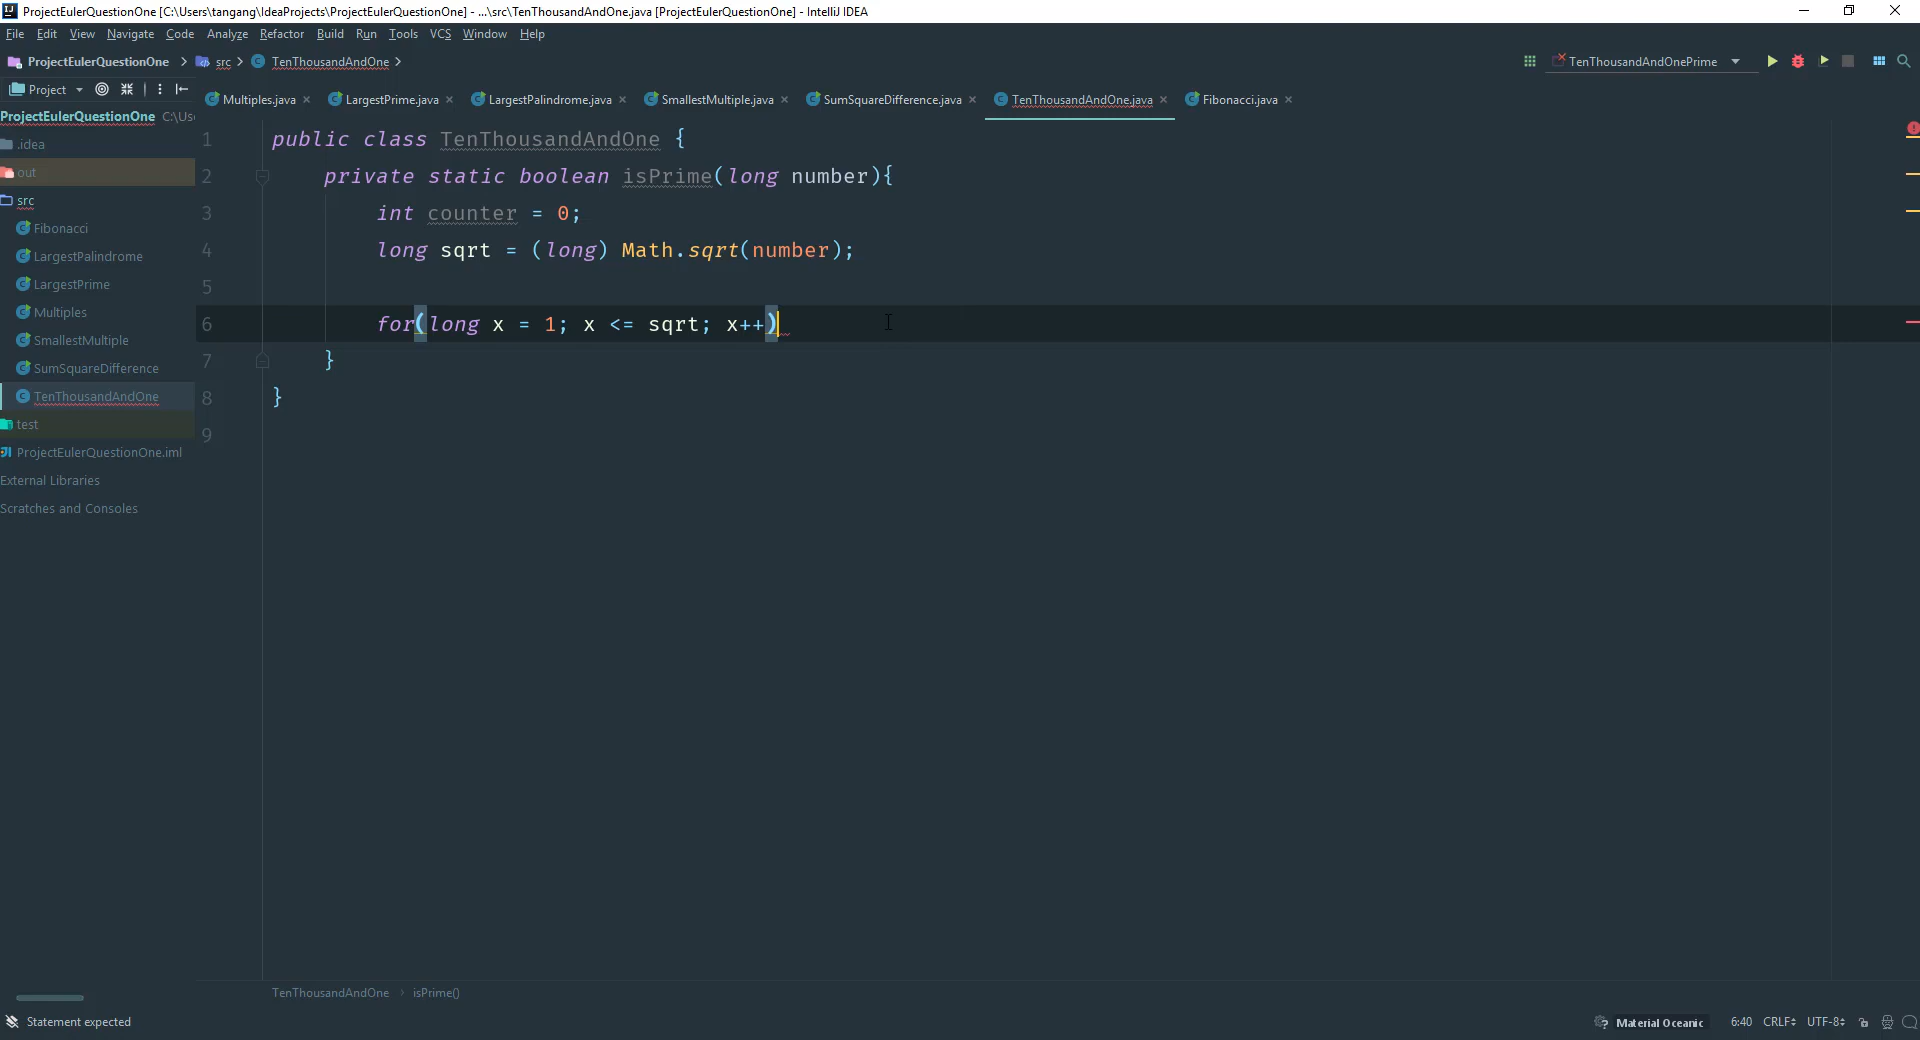 ProjectEulerQuestionOne [C:\Users\tangang\IdeaProjects\ProjectEulerQuestionOne] - ...\src\TenThousandAndOne.java [ProjectEulerQuestionOne] - IntelliJ IDEA
File Edit View Navigate Code Analyze Refactor Build Run Tools VCS Window Help
ProjectEulerQuestionOne src TenThousandAndOne TenThousandAndOnePrime
Project Multiples.java LargestPrime.java LargestPalindrome.java SmallestMultiple.java SumSquareDifference.java TenThousandAndOne.java Fibonacci.java
ProjectEulerQuestionOne C:\Us
.idea
out
src
Fibonacci
LargestPalindrome
LargestPrime
Multiples
SmallestMultiple
SumSquareDifference
TenThousandAndOne
test
ProjectEulerQuestionOne.iml
External Libraries
Scratches and Consoles
1 public class TenThousandAndOne {
2 private static boolean isPrime(long number){
3 int counter = 0;
4 long sqrt = (long) Math.sqrt(number);
5
6 for(long x = 1; x <= sqrt; x++)
7 }
8 }
9
TenThousandAndOne isPrime()
Statement expected Material Oceanic 6:40 CRLF UTF-8